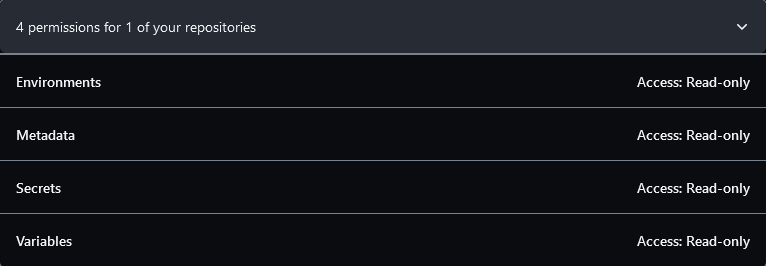 4 permissions for 1 of your repositories
Environments Access: Read-only
Metadata Access: Read-only
Secrets Access: Read-only
Variables Access: Read-only